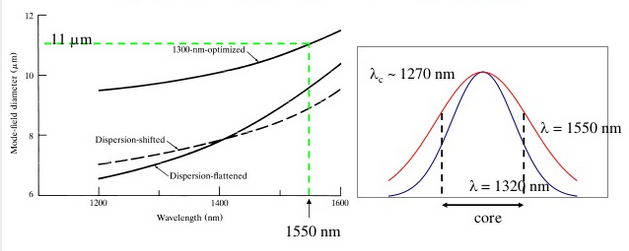 12
11 μm
1300-nm-optimized
10
Mode-field diameter (μm)
8
Dispersion-shifted
Dispersion-flattened
6
1200
1400
1600
Wavelength (nm)
1550 nm
λc ~ 1270 nm
λ = 1550 nm
λ = 1320 nm
core